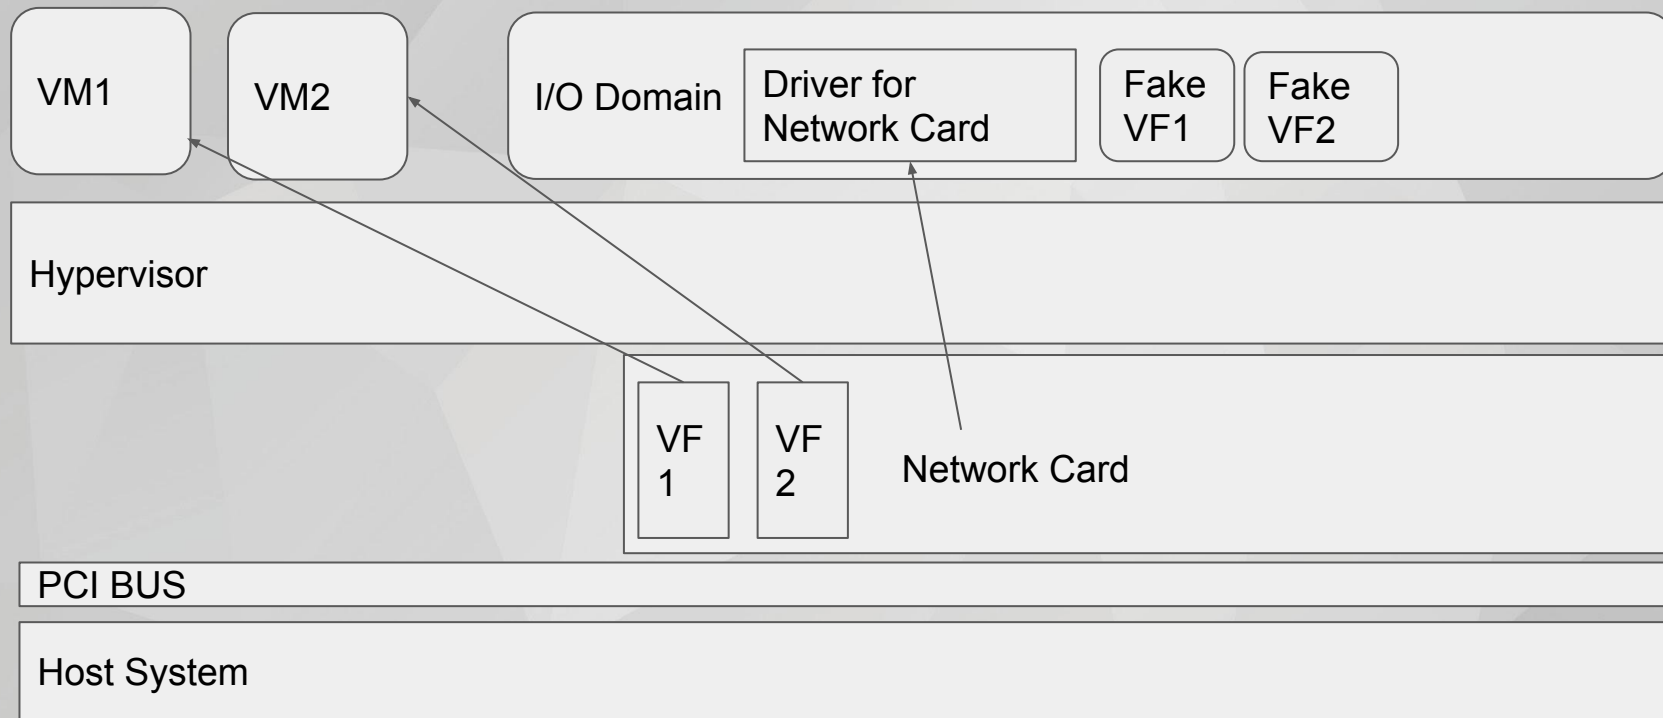 VM1
VM2
I/O Domain
Driver for
Network Card
Fake
VF1
Fake
VF2
Hypervisor
VF
1
VF
2
Network Card
PCI BUS
Host System